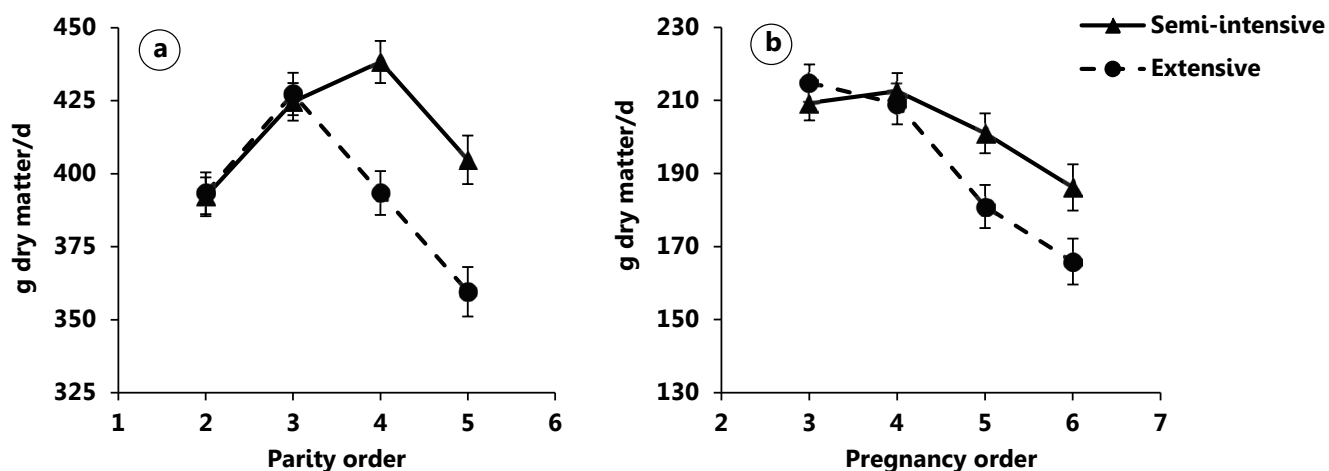 a
450
425
400
375
350
325
g dry matter/d
1 2 3 4 5 6
Parity order
b
230
210
190
170
150
130
g dry matter/d
2 3 4 5 6 7
Pregnancy order
Semi-intensive
Extensive